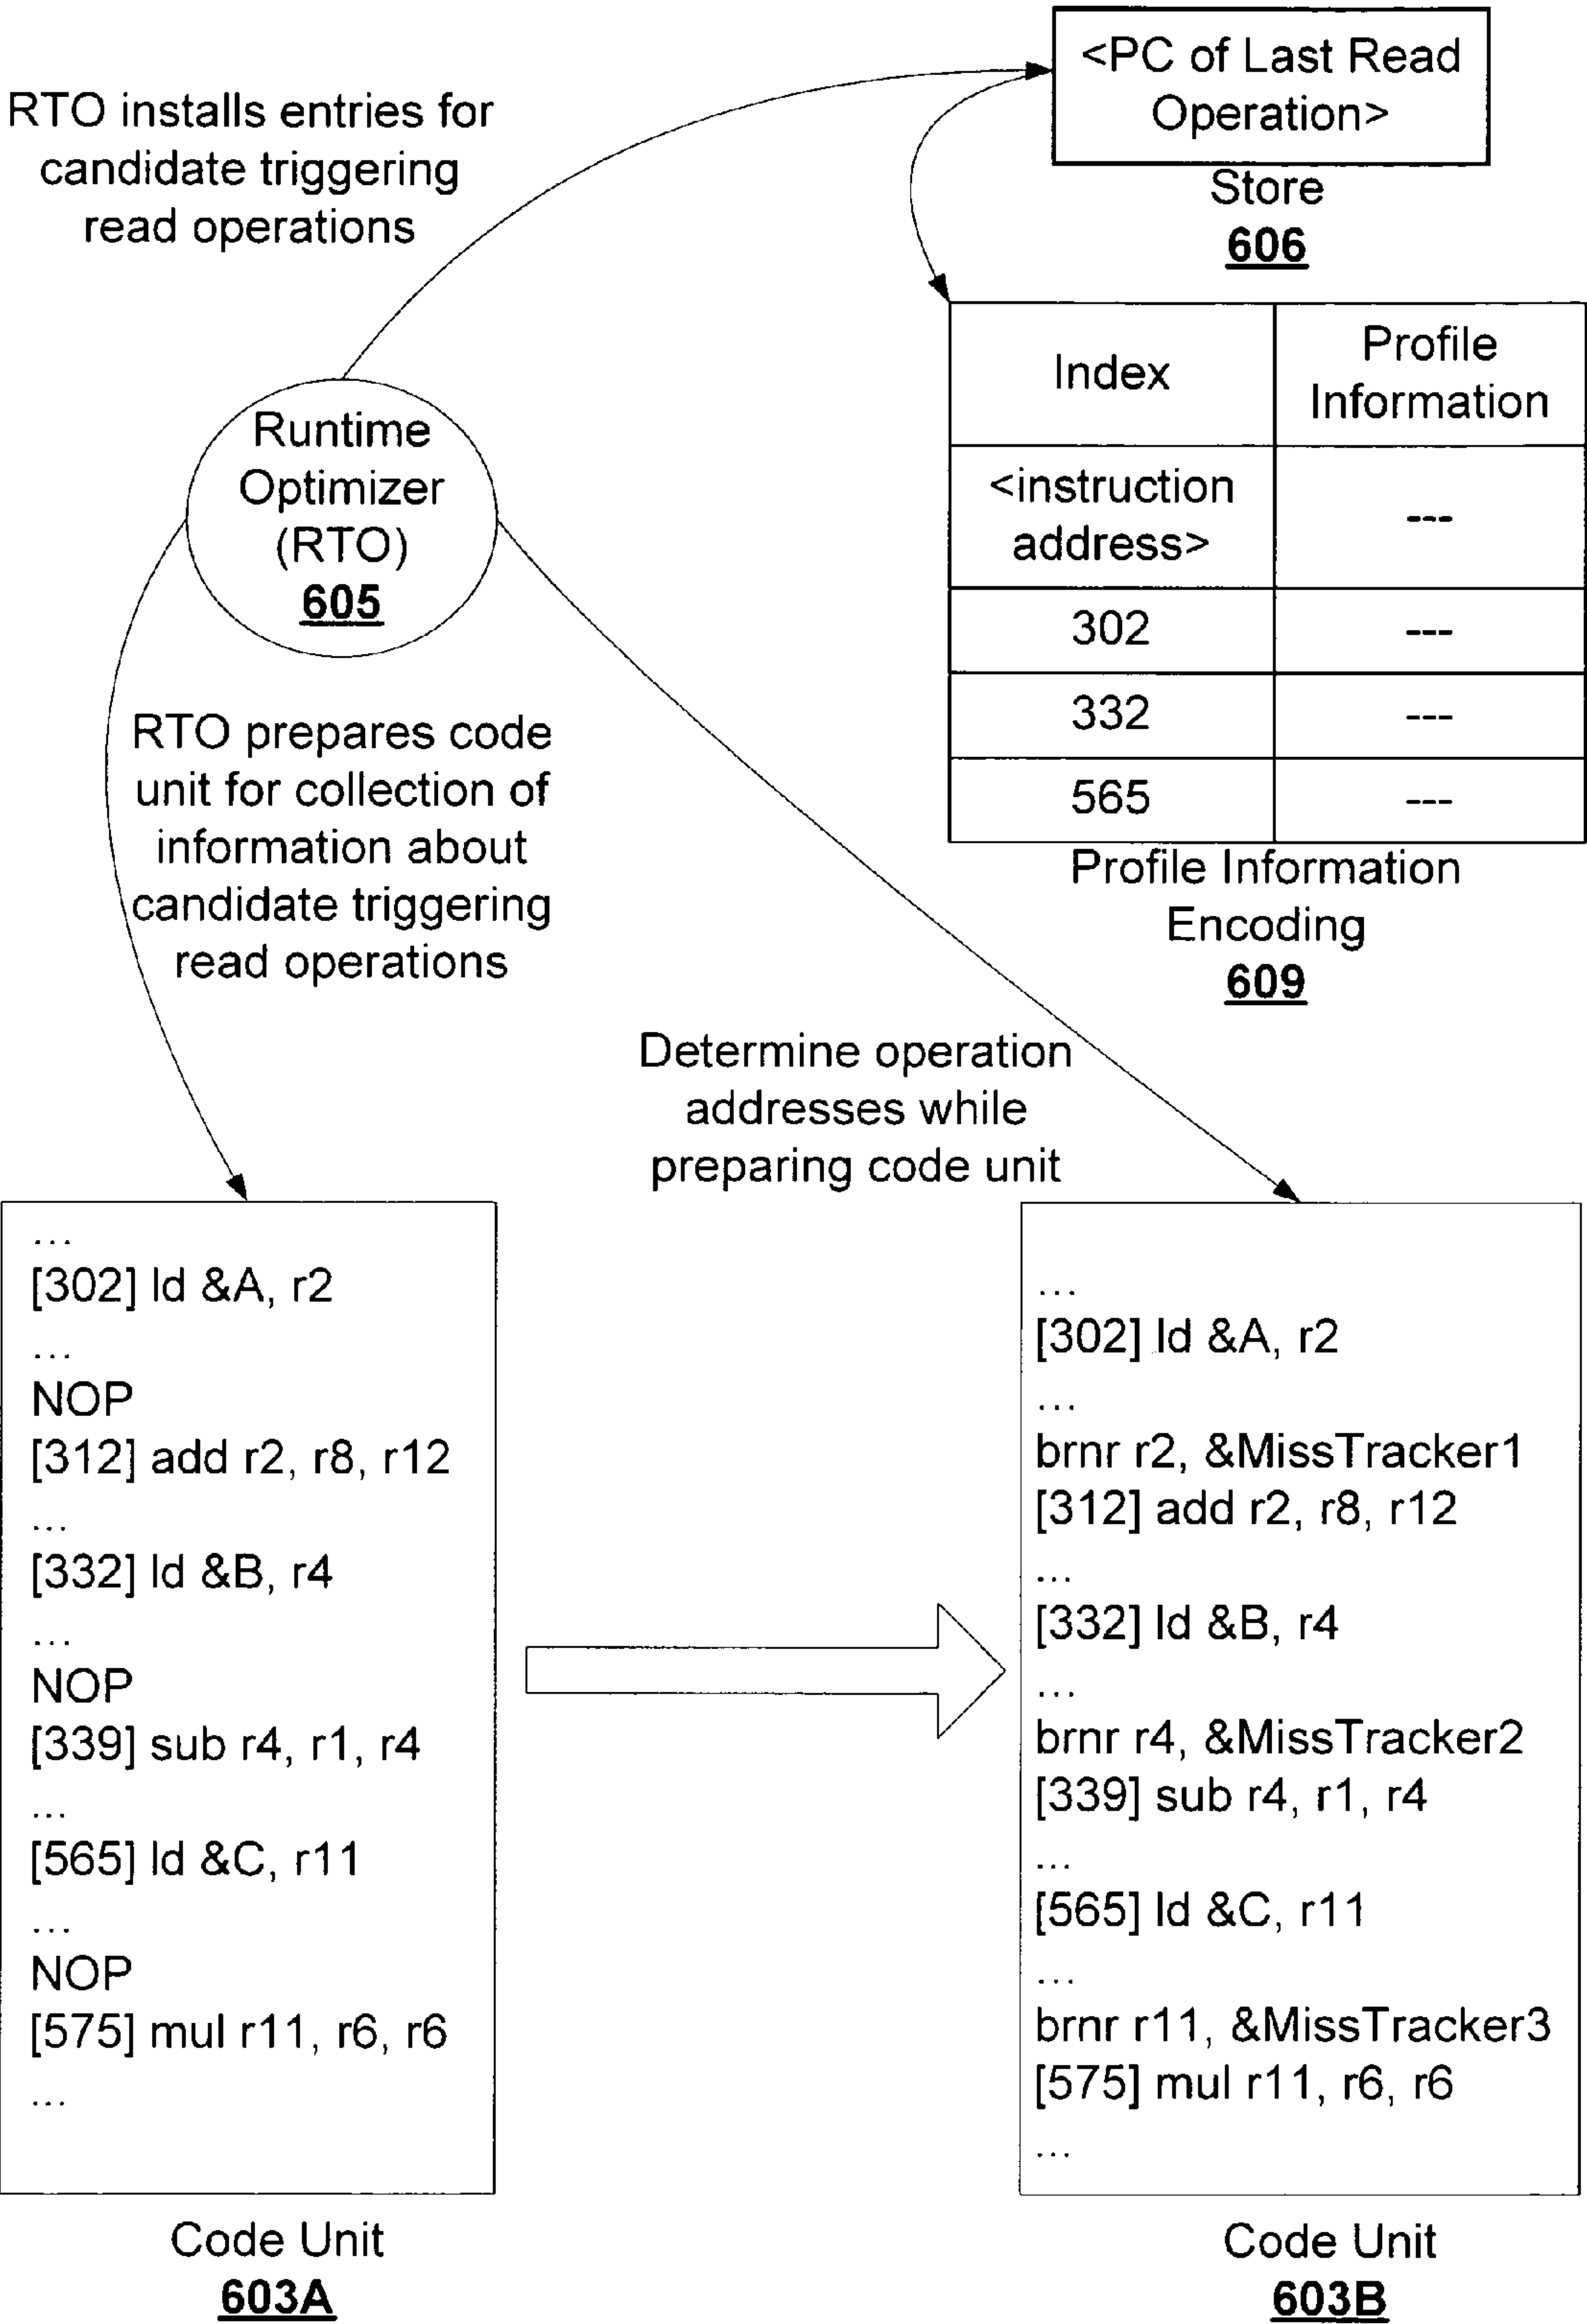 <PC of Last Read
Operation>
Store
606
RTO installs entries for
candidate triggering
read operations
Index
Profile
Information
<instruction
address>
---
302
---
332
---
565
---
Profile Information
Encoding
609
Runtime
Optimizer
(RTO)
605
RTO prepares code
unit for collection of
information about
candidate triggering
read operations
Determine operation
addresses while
preparing code unit
...
[302] ld &A, r2
...
NOP
[312] add r2, r8, r12
...
[332] ld &B, r4
...
NOP
[339] sub r4, r1, r4
...
[565] ld &C, r11
...
NOP
[575] mul r11, r6, r6
...
Code Unit
603A
...
[302] ld &A, r2
...
brnr r2, &MissTracker1
[312] add r2, r8, r12
...
[332] ld &B, r4
...
brnr r4, &MissTracker2
[339] sub r4, r1, r4
...
[565] ld &C, r11
...
brnr r11, &MissTracker3
[575] mul r11, r6, r6
...
Code Unit
603B